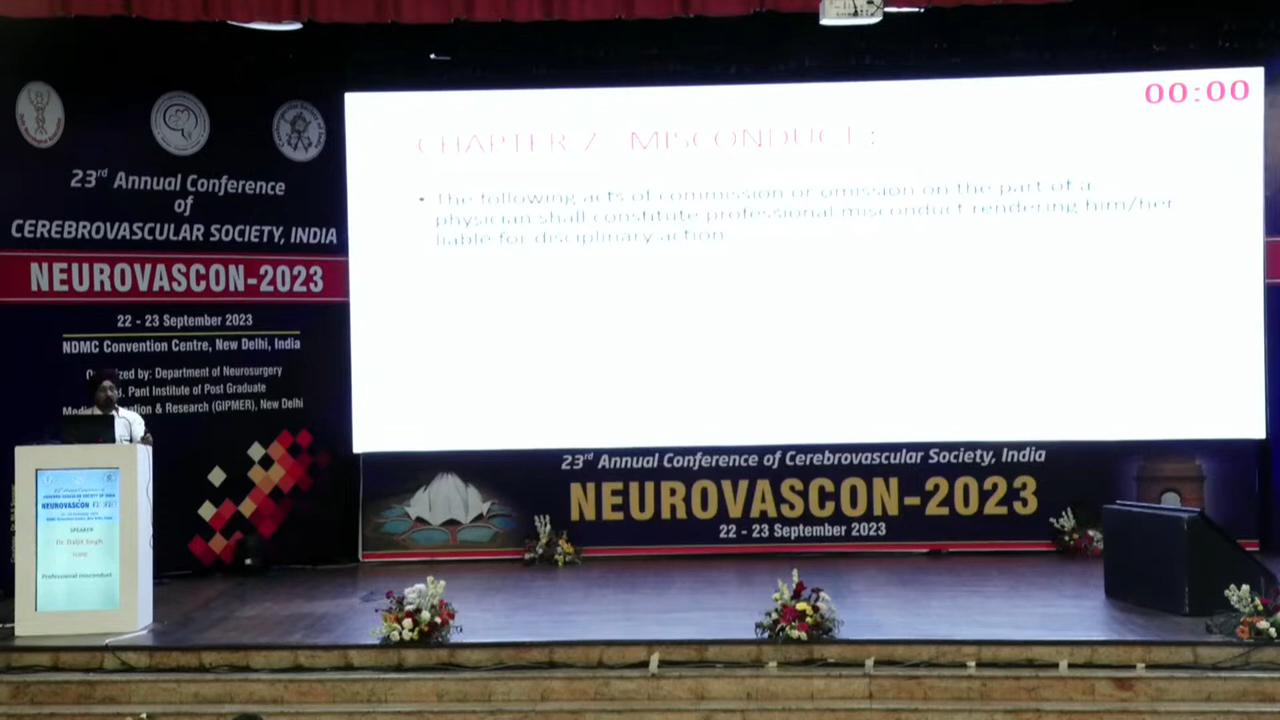 23rd Annual Conference
of
CEREBROVASCULAR SOCIETY, INDIA
NEUROVASCON-2023
22 - 23 September 2023
NDMC Convention Centre, New Delhi, India
by: Department of Neurosurgery
Pant Institute of Post Graduate
& Research (GIPMER), New Delhi
00:00
CHAPTER 7 MISCONDUCT :
• The following acts of commission or omission on the part of a
physician shall constitute professional misconduct rendering him/her
liable for disciplinary action
23rd Annual Conference of Cerebrovascular Society, India
NEUROVASCON-2023
22 - 23 September 2023
SPEAKER
Dr. Daljit Singh
TOPIC
Professional misconduct